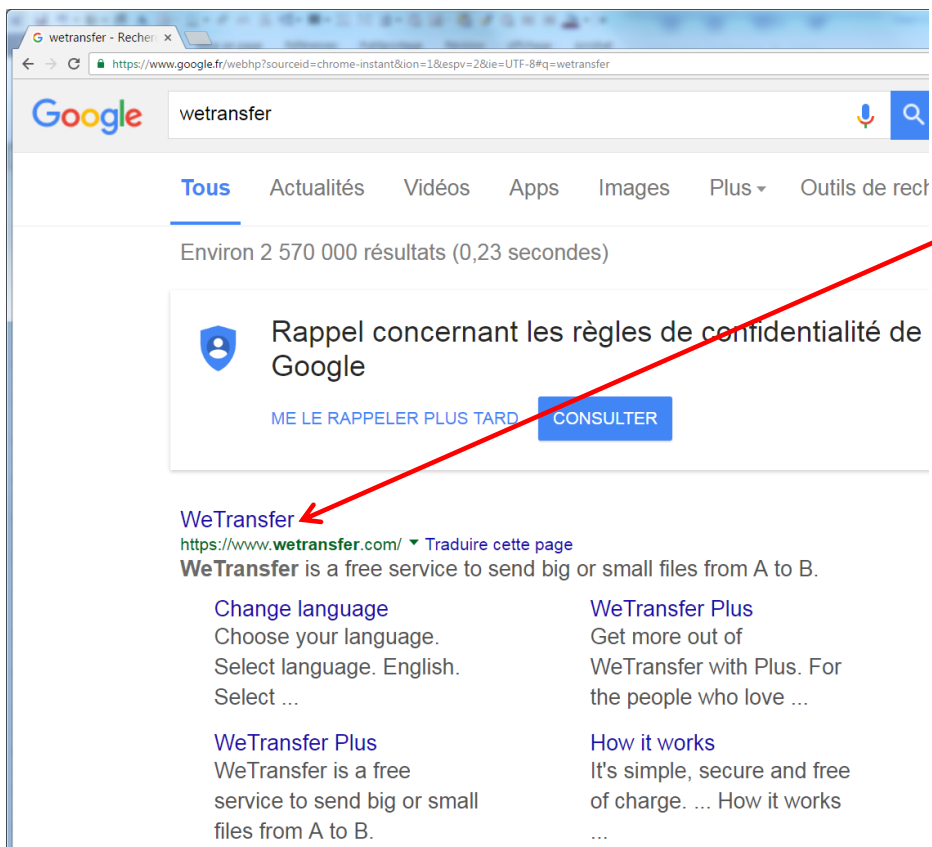 wetransfer - Recher
https://www.google.fr/webhp?sourceid=chrome-instant&ion=1&espv=2&ie=UTF-8#q=wetransfer
Google
wetransfer
Tous Actualités Vidéos Apps Images Plus Outils de rech
Environ 2 570 000 résultats (0,23 secondes)
Rappel concernant les règles de confidentialité de
Google
ME LE RAPPELER PLUS TARD CONSULTER
WeTransfer
https://www.wetransfer.com/ Traduire cette page
WeTransfer is a free service to send big or small files from A to B.
Change language
Choose your language.
Select language. English.
Select ...
WeTransfer Plus
Get more out of
WeTransfer with Plus. For
the people who love ...
WeTransfer Plus
WeTransfer is a free
service to send big or small
files from A to B.
How it works
It's simple, secure and free
of charge. ... How it works
...